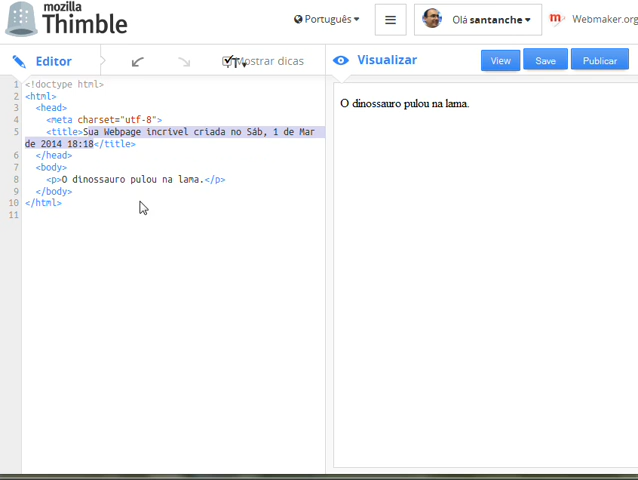 mozilla
Thimble
Português
Olá santanche
Webmaker.org
Editor
Mostrar dicas
Visualizar
View
Save
Publicar
1 <!doctype html>
2 <html>
3 <head>
4 <meta charset="utf-8">
5 <title>Sua Webpage incrível criada no Sáb, 1 de Mar
de 2014 18:18</title>
6 </head>
7 <body>
8 <p>O dinossauro pulou na lama.</p>
9 </body>
10 </html>
11
O dinossauro pulou na lama.